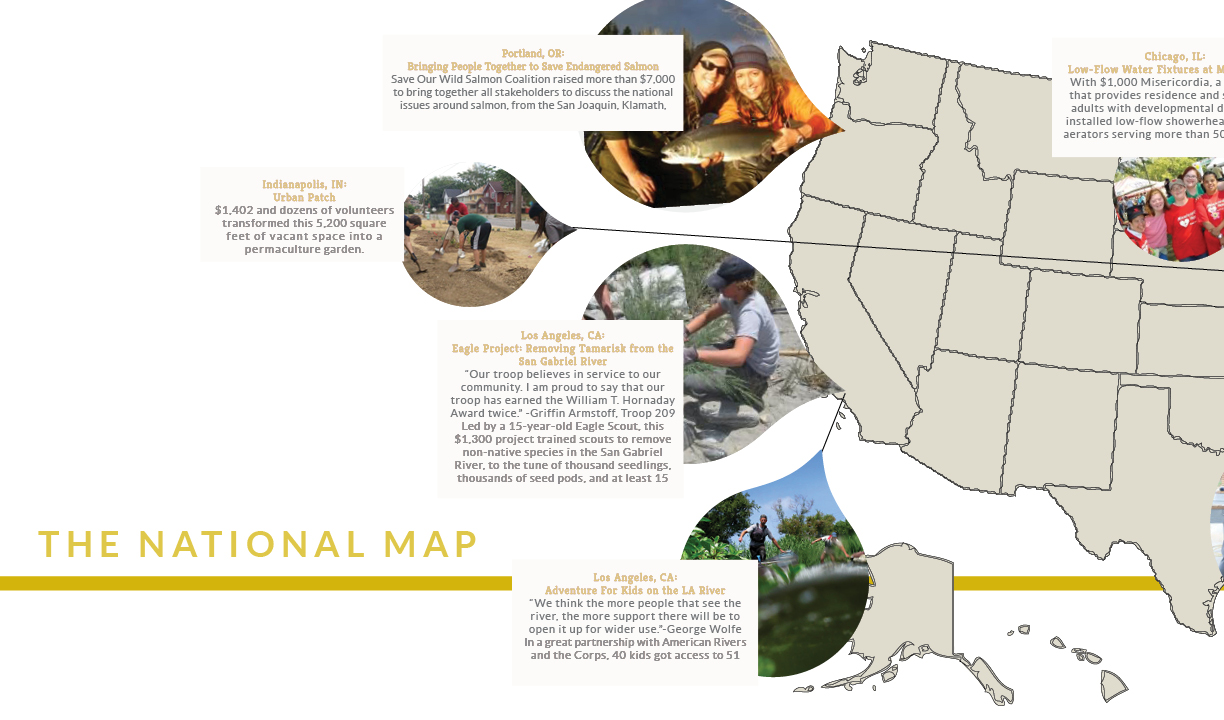 Portland, OR:
Bringing People Together to Save Endangered Salmon
Save Our Wild Salmon Coalition raised more than $7,000
to bring together all stakeholders to discuss the national
issues around salmon, from the San Joaquin, Klamath,
Chicago, IL:
Low-Flow Water Fixtures at
With $1,000 Misericordia, a
that provides residence and
adults with developmental
installed low-flow
aerators serving more than
Indianapolis, IN:
Urban Patch
$1,402 and dozens of volunteers
transformed this 5,200 square
feet of vacant space into a
permaculture garden.
Los Angeles, CA:
Eagle Project: Removing Tamarisk from the
San Gabriel River
"Our troop believes in service to our
community. I am proud to say that our
troop has earned the William T. Hornaday
Award twice." -Griffin Armstoff, Troop 209
Led by a 15-year-old Eagle Scout, this
$1,300 project trained scouts to remove
non-native species in the San Gabriel
River, to the tune of thousand seedlings,
thousands of seed pods, and at least 15
THE NATIONAL MAP
Los Angeles, CA:
Adventure For Kids on the LA River
"We think the more people that see the
river, the more support there will be to
open it up for wider use."-George Wolfe
In a great partnership with American Rivers
and the Corps, 40 kids got access to 51